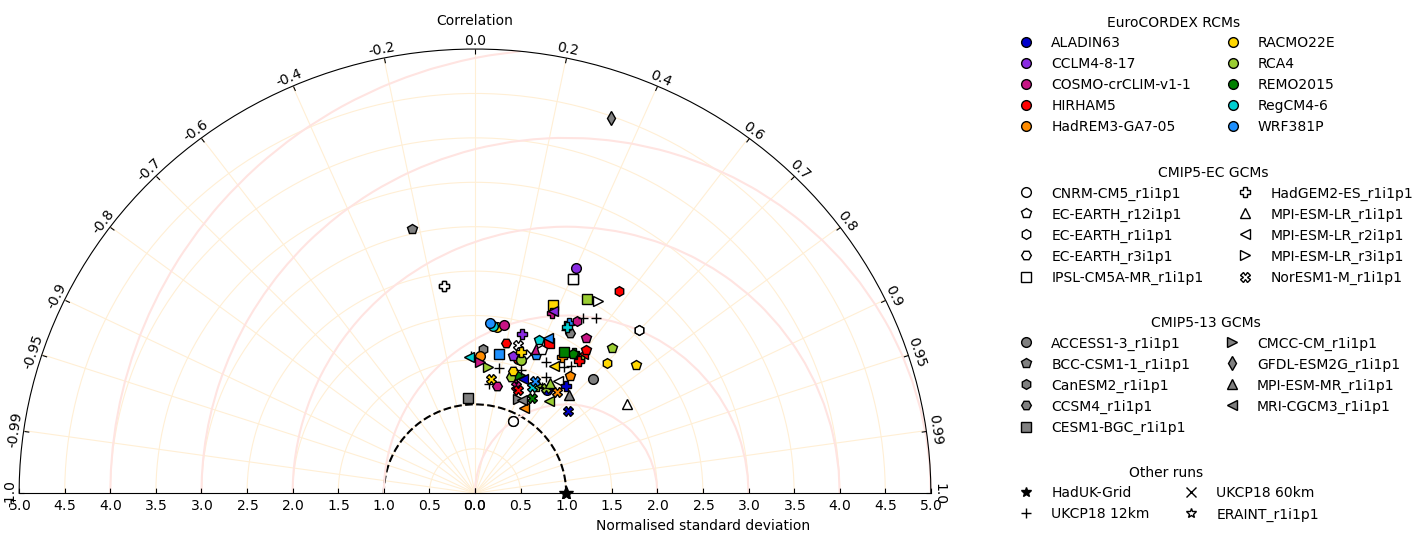 Correlation
-0.2 0.0 0.2
-0.4 0.4
-0.6 0.6
-0.7 0.7
-0.8 0.8
-0.9 0.9
-0.95 0.95
-0.99 0.99
-1.0 1.0
5.0 4.5 4.0 3.5 3.0 2.5 2.0 1.5 1.0 0.5 0.0 0.5 1.0 1.5 2.0 2.5 3.0 3.5 4.0 4.5 5.0
Normalised standard deviation
EuroCORDEX RCMs
ALADIN63 RACMO22E
CCLM4-8-17 RCA4
COSMO-crCLIM-v1-1 REMO2015
HIRHAM5 RegCM4-6
HadREM3-GA7-05 WRF381P
CMIP5-EC GCMs
CNRM-CM5_r1i1p1 HadGEM2-ES_r1i1p1
EC-EARTH_r12i1p1 MPI-ESM-LR_r1i1p1
EC-EARTH_r1i1p1 MPI-ESM-LR_r2i1p1
EC-EARTH_r3i1p1 MPI-ESM-LR_r3i1p1
IPSL-CM5A-MR_r1i1p1 NorESM1-M_r1i1p1
CMIP5-13 GCMs
ACCESS1-3_r1i1p1 CMCC-CM_r1i1p1
BCC-CSM1-1_r1i1p1 GFDL-ESM2G_r1i1p1
CanESM2_r1i1p1 MPI-ESM-MR_r1i1p1
CCSM4_r1i1p1 MRI-CGCM3_r1i1p1
CESM1-BGC_r1i1p1
Other runs
HadUK-Grid UKCP18 60km
UKCP18 12km ERAINT_r1i1p1